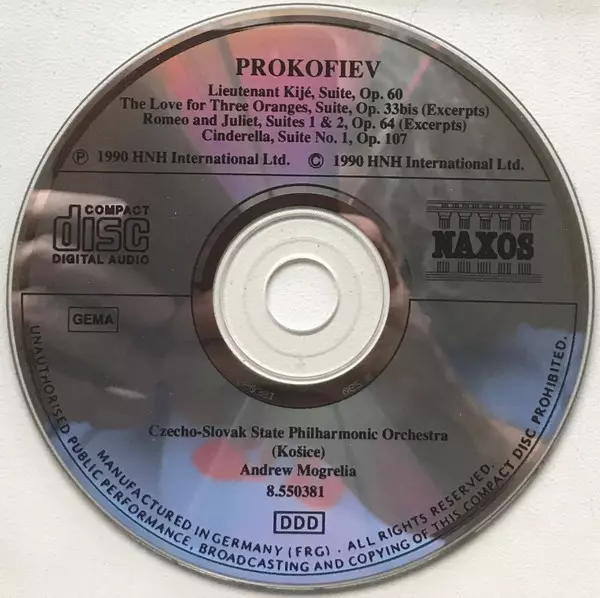 PROKOFIEV
Lieutenant Kijé, Suite, Op. 60
The Love for Three Oranges, Suite, Op. 33bis (Excerpts)
Romeo and Juliet, Suites 1 & 2, Op. 64 (Excerpts)
Cinderella, Suite No. 1, Op. 107
℗ 1990 HNH International Ltd. © 1990 HNH International Ltd.
COMPACT
disc
DIGITAL AUDIO
NAXOS
GEMA
Czecho-Slovak State Philharmonic Orchestra
(Košice)
Andrew Mogrelia
8.550381
DDD
MANUFACTURED IN GERMANY (FRG) · ALL RIGHTS RESERVED.
UNAUTHORISED PUBLIC PERFORMANCE, BROADCASTING AND COPYING OF THIS COMPACT DISC PROHIBITED.